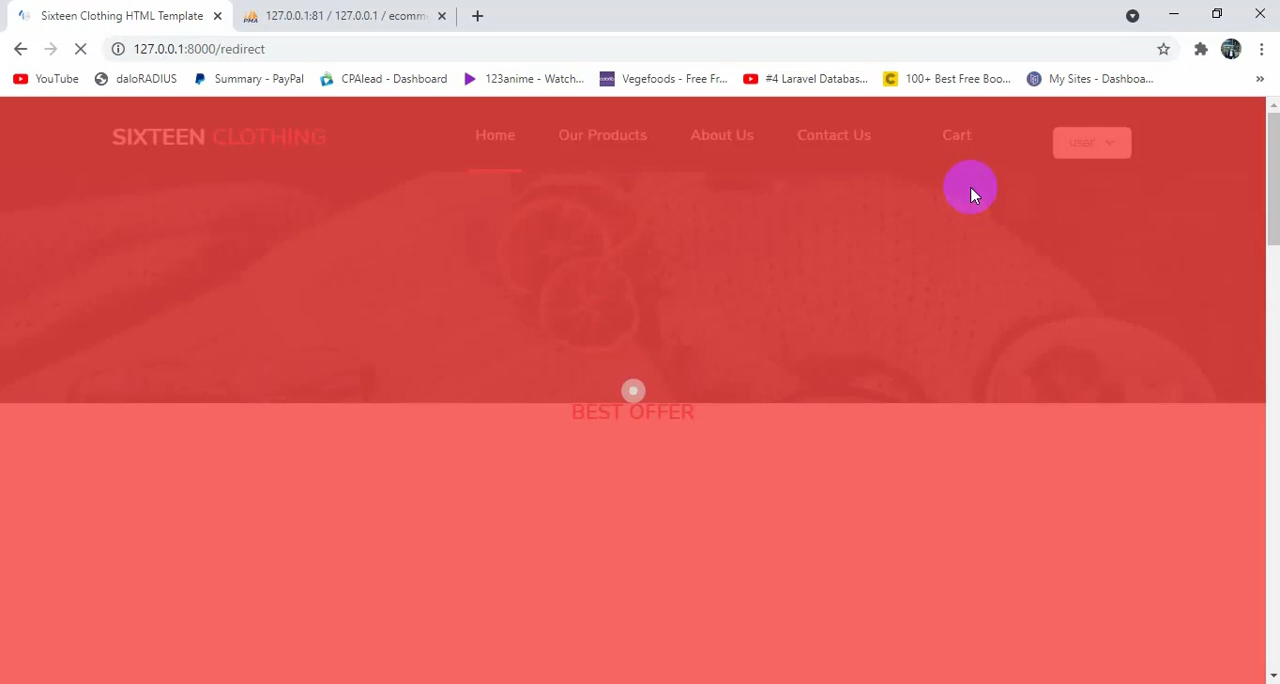 Sixteen Clothing HTML Template
127.0.0.1:81 / 127.0.0.1 / ecomm
127.0.0.1:8000/redirect
YouTube
daloRADIUS
Summary - PayPal
CPAlead - Dashboard
123anime - Watch...
Vegefoods - Free Fr...
#4 Laravel Databas...
100+ Best Free Boo...
My Sites - Dashboa...
SIXTEEN CLOTHING
Home
Our Products
About Us
Contact Us
Cart
user
BEST OFFER